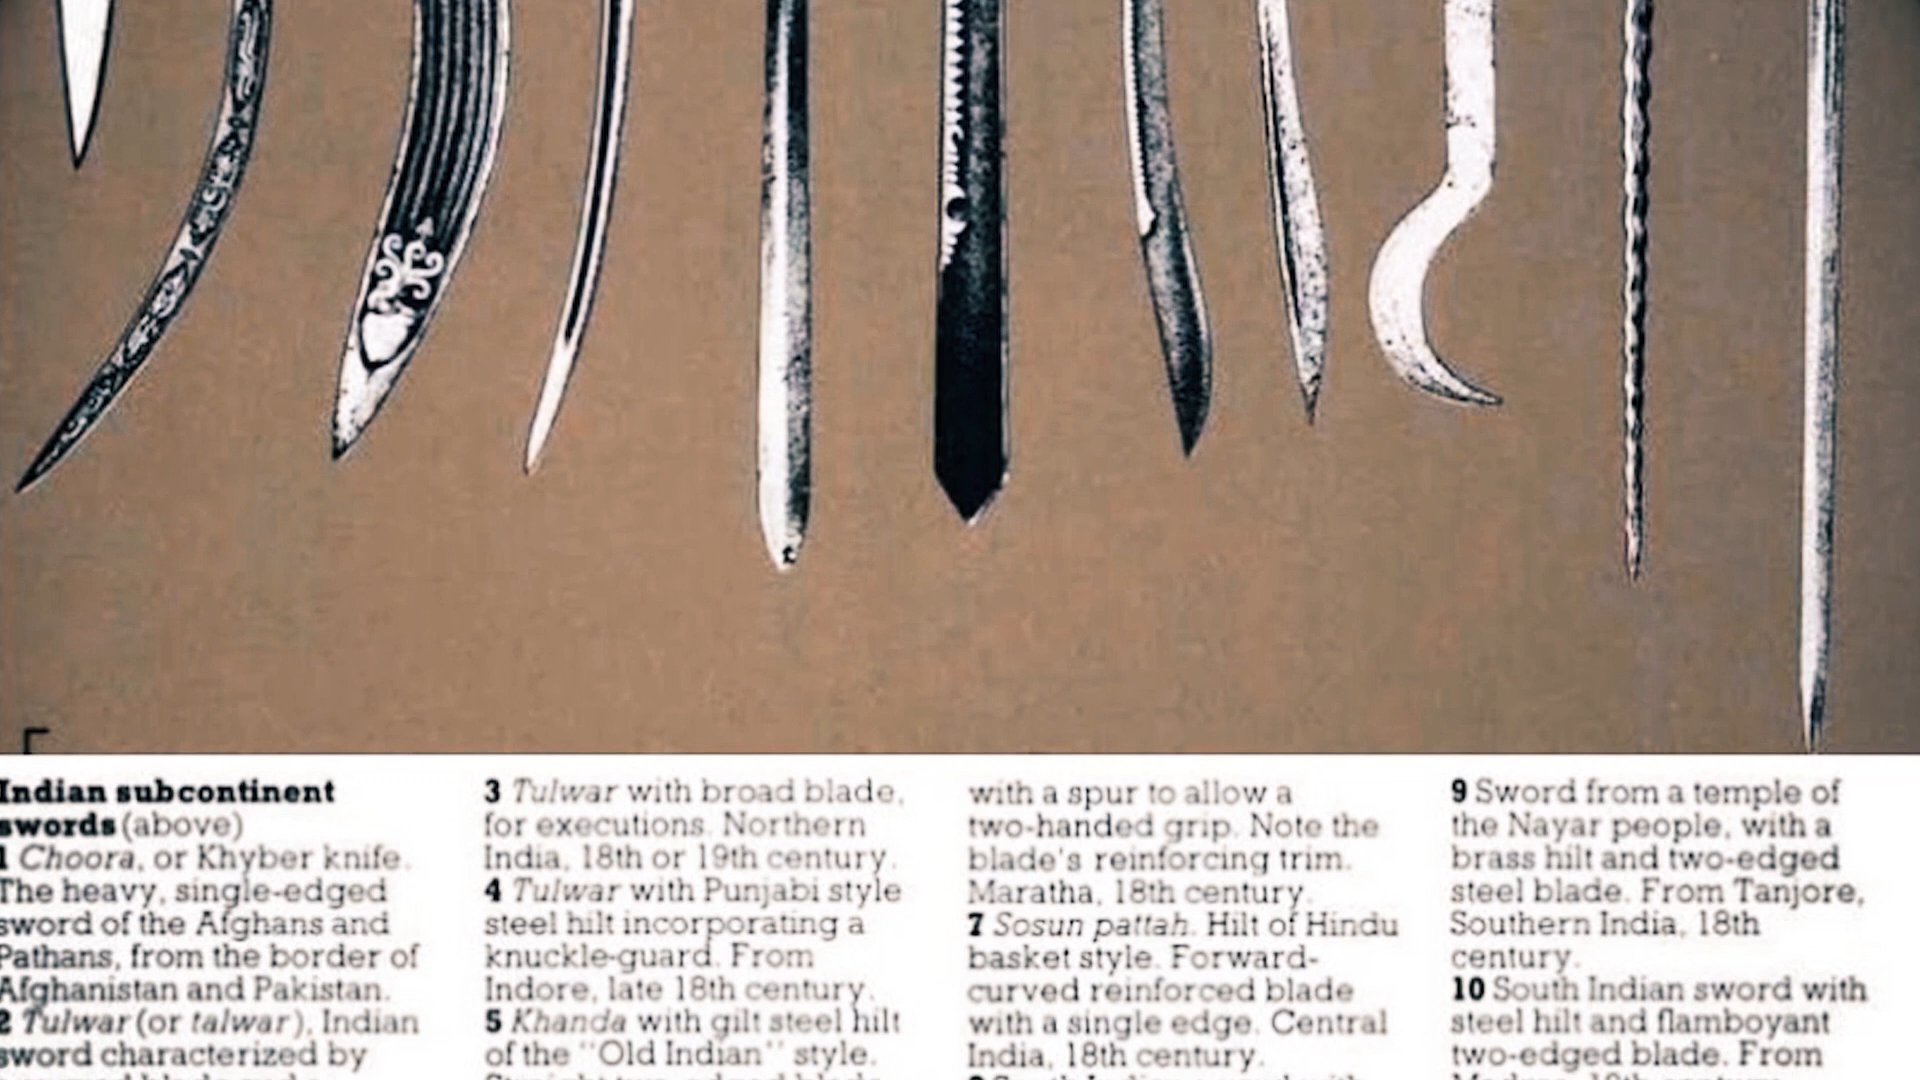 Indian subcontinent
swords (above)
1 Choora, or Khyber knife.
The heavy, single-edged
sword of the Afghans and
Pathans, from the border of
Afghanistan and Pakistan.
2 Tulwar (or talwar), Indian
sword characterized by
3 Tulwar with broad blade,
for executions. Northern
India, 18th or 19th century.
4 Tulwar with Punjabi style
steel hilt incorporating a
knuckle-guard. From
Indore, late 18th century.
5 Khanda with gilt steel hilt
of the "Old Indian" style.
with a spur to allow a
two-handed grip. Note the
blade's reinforcing trim.
Maratha, 18th century.
7 Sosun pattah. Hilt of Hindu
basket style. Forward-
curved reinforced blade
with a single edge. Central
India, 18th century.
9 Sword from a temple of
the Nayar people, with a
brass hilt and two-edged
steel blade. From Tanjore,
Southern India, 18th
century.
10 South Indian sword with
steel hilt and flamboyant
two-edged blade. From